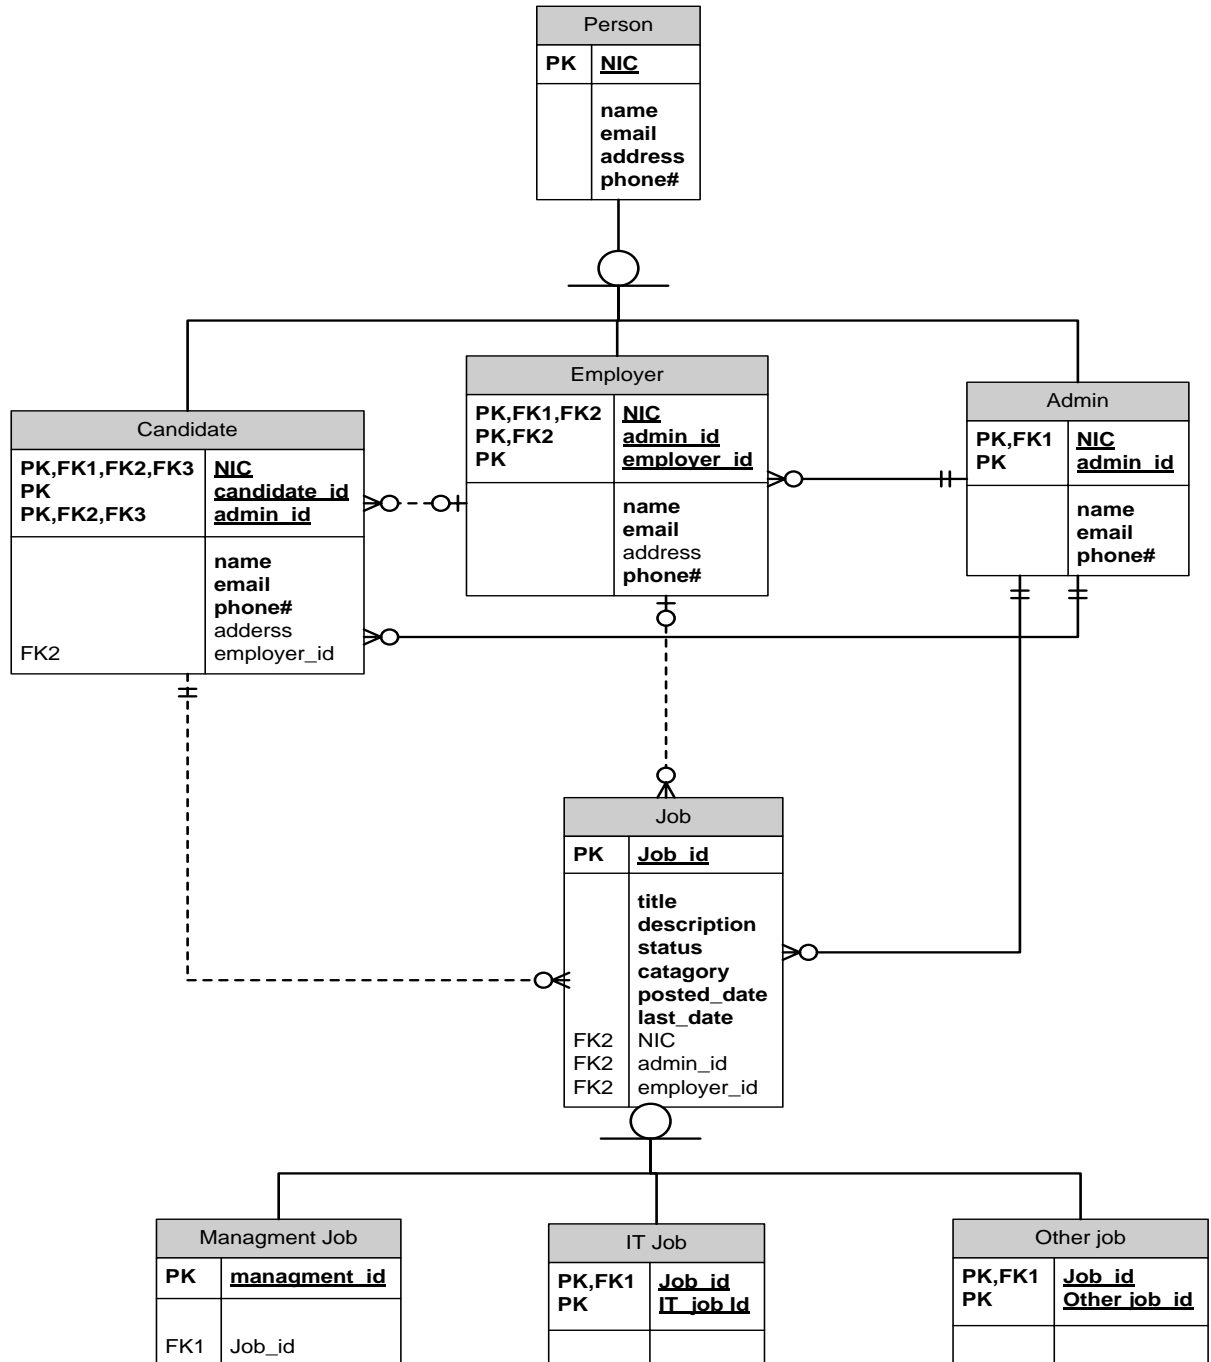 Person
PK NIC
name
email
address
phone#
Employer
PK,FK1,FK2 NIC
PK,FK2 admin_id
PK employer_id
name
email
address
phone#
Admin
PK,FK1 NIC
PK admin_id
name
email
phone#
Candidate
PK,FK1,FK2,FK3 NIC
PK candidate_id
PK,FK2,FK3 admin_id
name
email
phone#
adderss
FK2 employer_id
Job
PK Job_id
title
description
status
catagory
posted_date
last_date
FK2 NIC
FK2 admin_id
FK2 employer_id
Managment Job
PK managment_id
FK1 Job_id
IT Job
PK,FK1 Job_id
PK IT_job Id
Other job
PK,FK1 Job_id
PK Other job_id